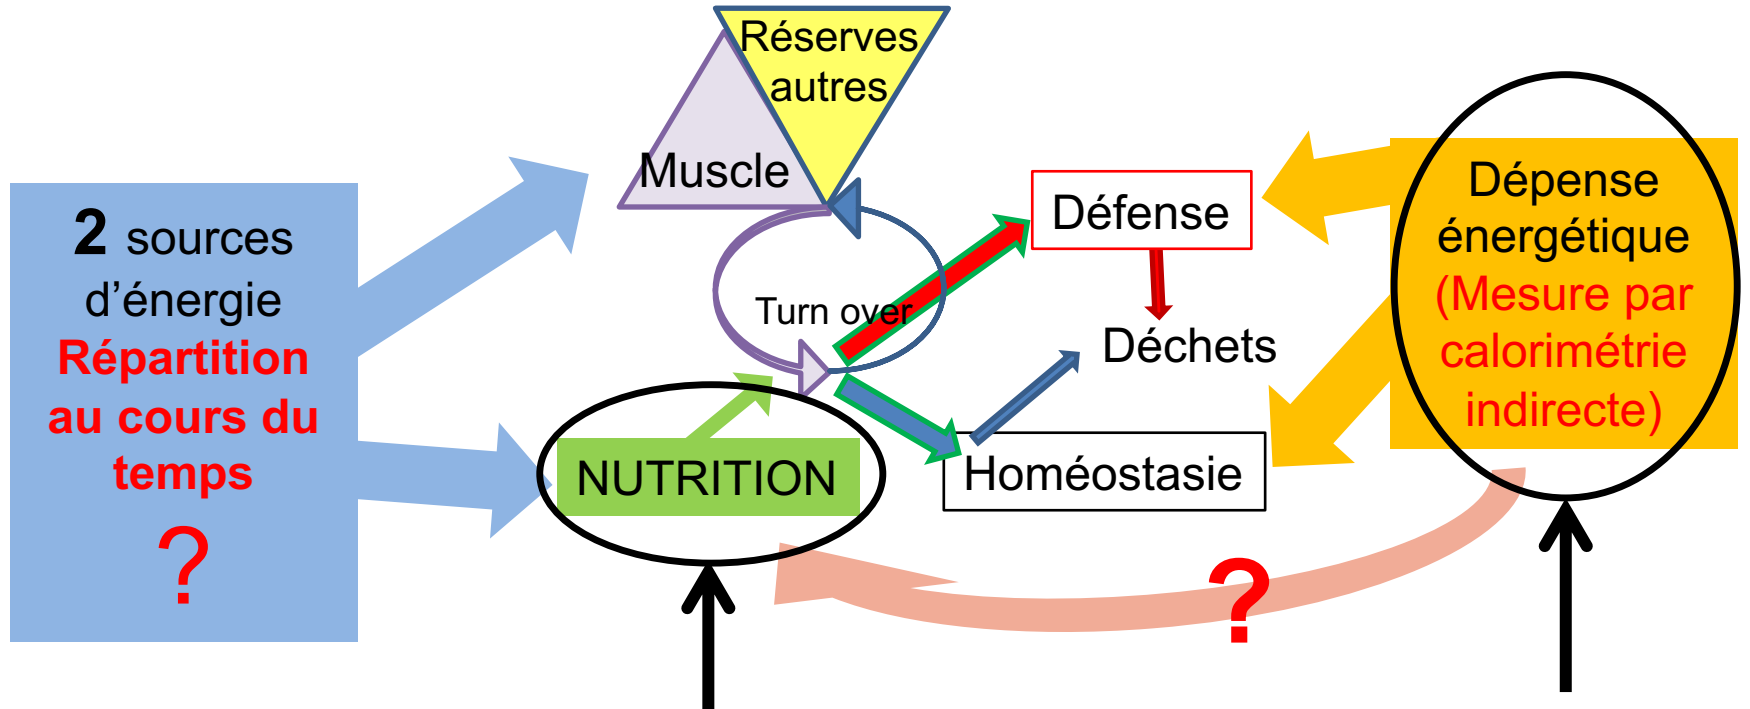 2 sources
d’énergie
Répartition
au cours du
temps
?
Réserves
autres
Muscle
Turn over
NUTRITION
Défense
Déchets
Homéostasie
?
Dépense
énergétique
(Mesure par
calorimétrie
indirecte)